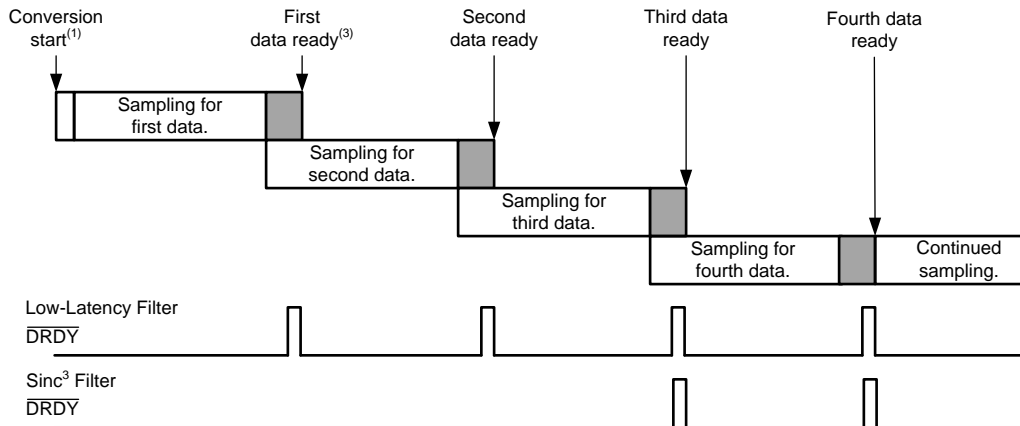 Conversion
start(1)
First
data ready(3)
Second
data ready
Third data
ready
Fourth data
ready
Sampling for
first data.
Sampling for
second data.
Sampling for
third data.
Sampling for
fourth data.
Continued
sampling.
Low-Latency Filter
DRDY
Sinc3 Filter
DRDY